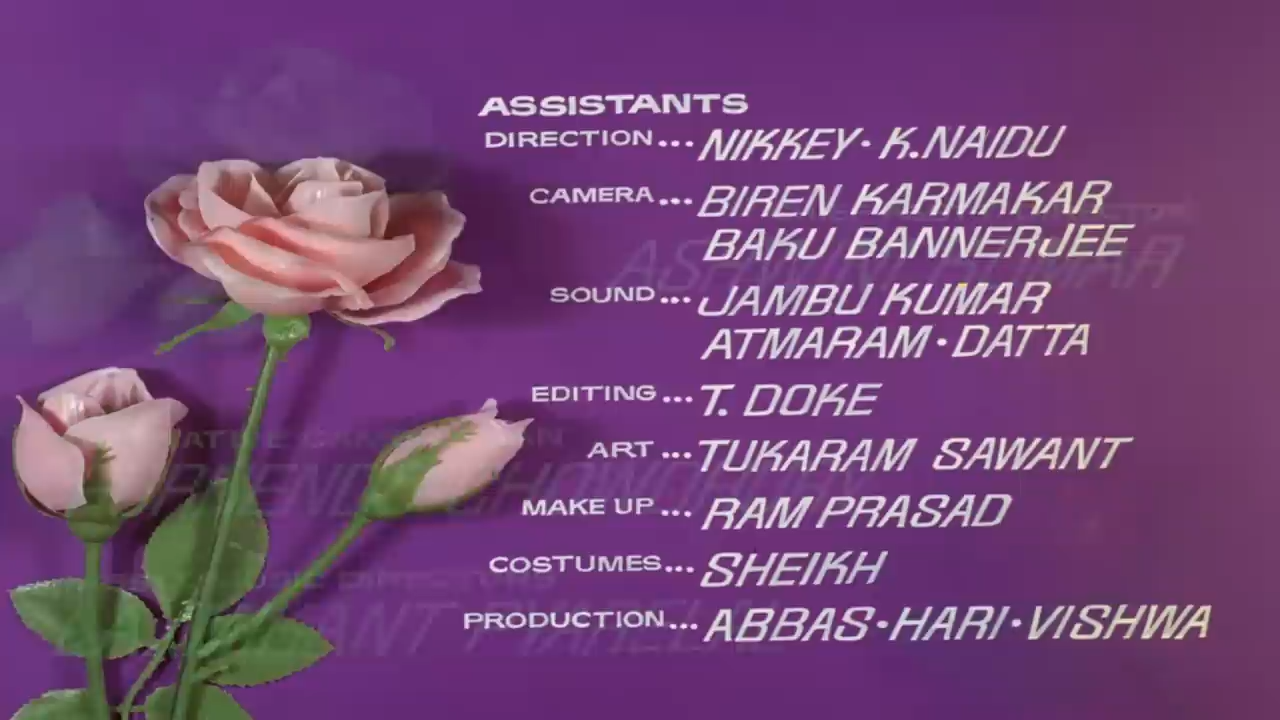 ASSISTANTS
DIRECTION... NIKKEY · K.NAIDU
CAMERA... BIREN KARMAKAR
BAKU BANNERJEE
SOUND... JAMBU KUMAR
ATMARAM · DATTA
EDITING... T. DOKE
ART... TUKARAM SAWANT
MAKE UP... RAM PRASAD
COSTUMES... SHEIKH
PRODUCTION... ABBAS · HARI · VISHWA